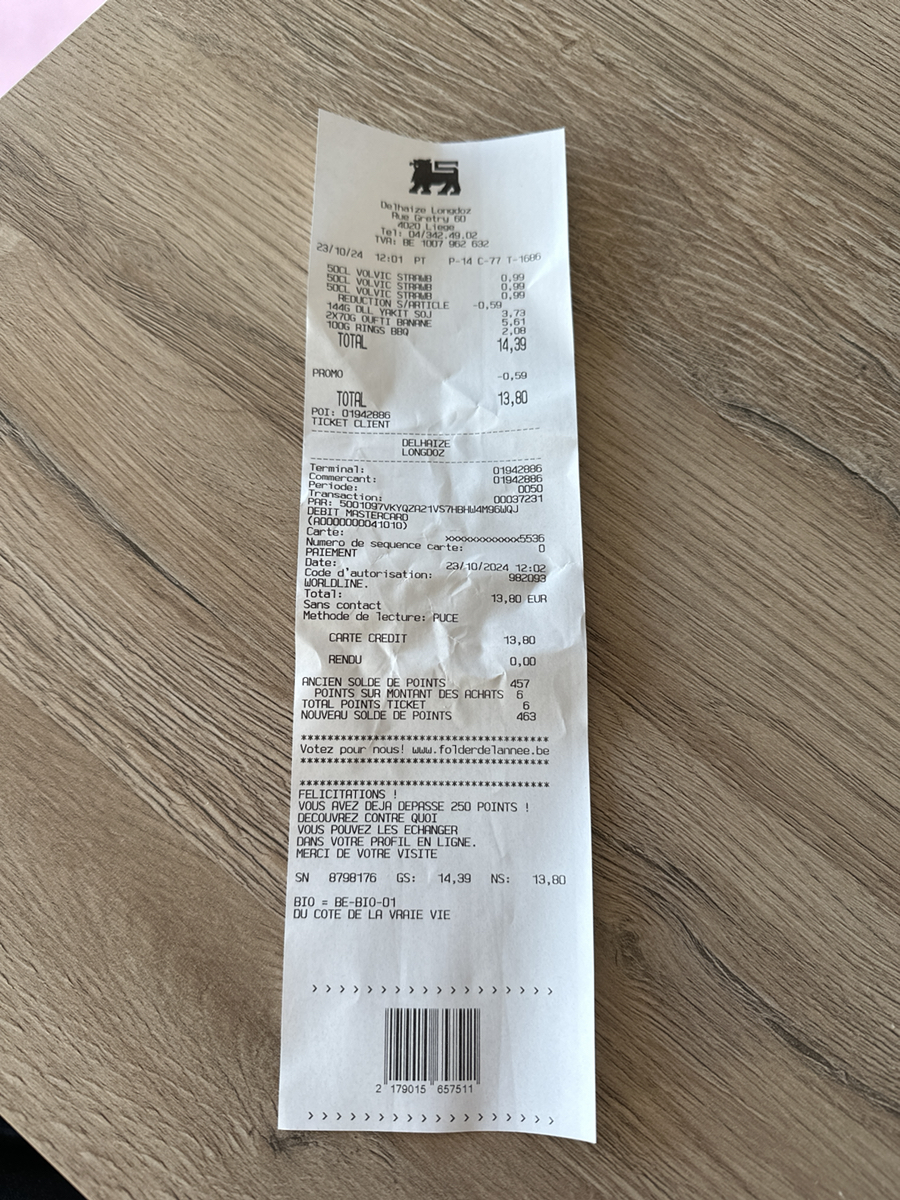 Delhaize Longdoz
Rue Gretry 60
4020 Liege
Tel: 04/342.49.02
TVA: BE 1007 962 632
23/10/24 12:01 PT P-14 C-77 T-1686
50CL VOLVIC STRAWB 0,99
50CL VOLVIC STRAWB 0,99
50CL VOLVIC STRAWB 0,99
REDUCTION S/ARTICLE -0,59
144G DLL YAKIT SOJ 3,73
2X70G OUFTI BANANE 5,61
100G RINGS BBQ 2,08
TOTAL 14,39
PROMO -0,59
TOTAL 13,80
POI: 01942886
TICKET CLIENT
DELHAIZE
LONGDOZ
Terminal: 01942886
Commercant: 01942886
Periode: 0050
Transaction: 00037231
PAR: 5001097VKYQZR21VS7HBHW4M96WQJ
DEBIT MASTERCARD
(A0000000041010)
Carte: xxxxxxxxxxxx5536
Numero de sequence carte: 0
PAIEMENT
Date: 23/10/2024 12:02
Code d'autorisation: 982093
WORLDLINE.
Total: 13,80 EUR
Sans contact
Methode de lecture: PUCE
CARTE CREDIT 13,80
RENDU 0,00
ANCIEN SOLDE DE POINTS 457
POINTS SUR MONTANT DES ACHATS 6
TOTAL POINTS TICKET 6
NOUVEAU SOLDE DE POINTS 463
************************************
Votez pour nous! www.folderdelannee.be
************************************
************************************
FELICITATIONS !
VOUS AVEZ DEJA DEPASSE 250 POINTS !
DECOUVREZ CONTRE QUOI
VOUS POUVEZ LES ECHANGER
DANS VOTRE PROFIL EN LIGNE.
MERCI DE VOTRE VISITE
SN 8798176 GS: 14,39 NS: 13,80
BIO = BE-BIO-01
DU COTE DE LA VRAIE VIE
> > > > > > > > > > > > > > > > >
2 179015 657511
> > > > > > > > > > > > > > > > >